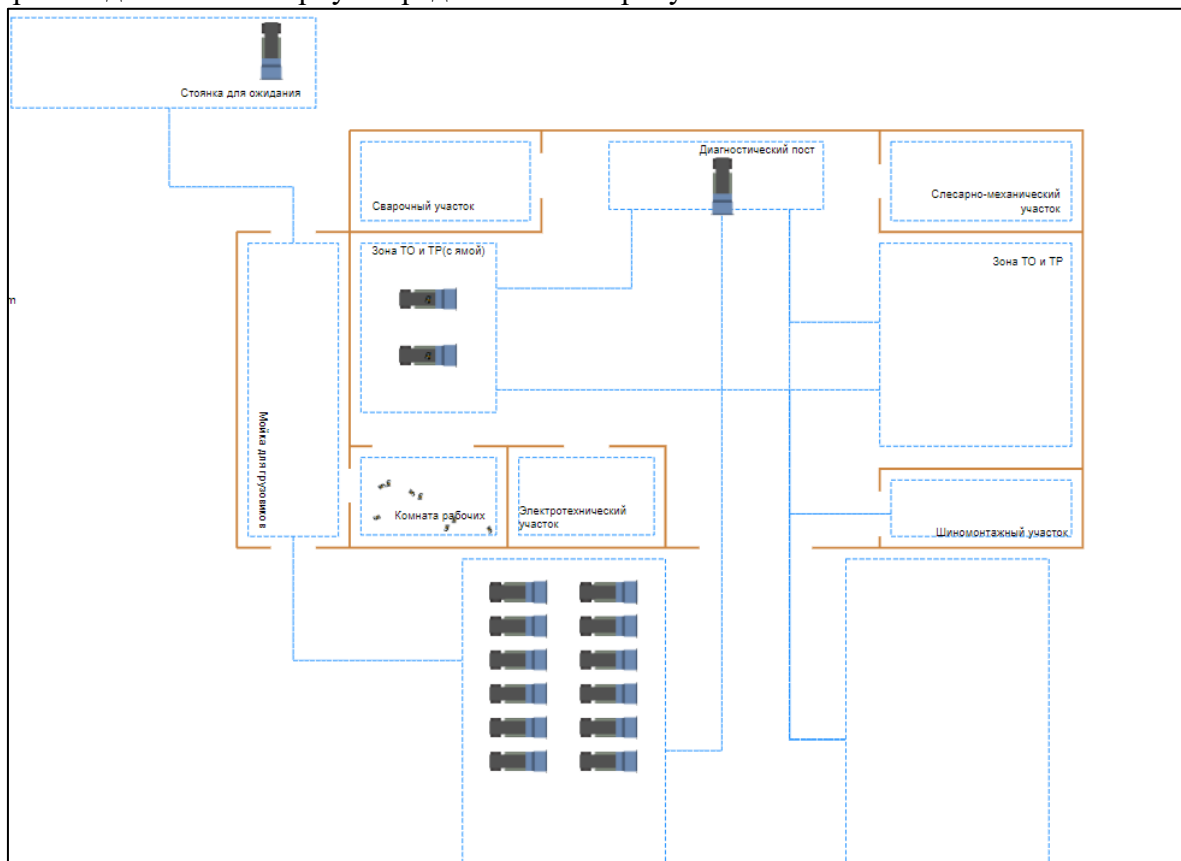 Стоянка для ожидания
Диагностический пост
Сварочный участок
Слесарно-механический
участок
Зона ТО и ТР(с ямой)
Зона ТО и ТР
m
Мойка для грузовиков
Комната рабочих
Электротехнический
участок
Шиномонтажный участок